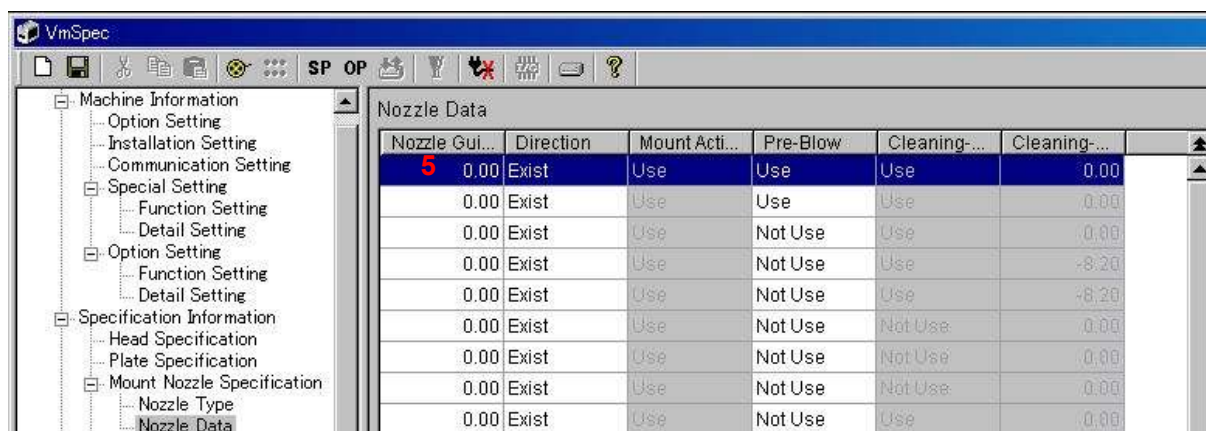 VmSpec
SP OP
Machine Information
Option Setting
Installation Setting
Communication Setting
Special Setting
Function Setting
Detail Setting
Option Setting
Function Setting
Detail Setting
Specification Information
Head Specification
Plate Specification
Mount Nozzle Specification
Nozzle Type
Nozzle Data
Nozzle Data
Nozzle Gui... Direction Mount Acti... Pre-Blow Cleaning-... Cleaning-...
5 0.00 Exist Use Use Use 0.00
0.00 Exist Use Use Use 0.00
0.00 Exist Use Not Use Use 0.00
0.00 Exist Use Not Use Use -8.20
0.00 Exist Use Not Use Use -8.20
0.00 Exist Use Not Use Not Use 0.00
0.00 Exist Use Not Use Not Use 0.00
0.00 Exist Use Not Use Not Use 0.00
0.00 Exist Use Not Use Use 0.00